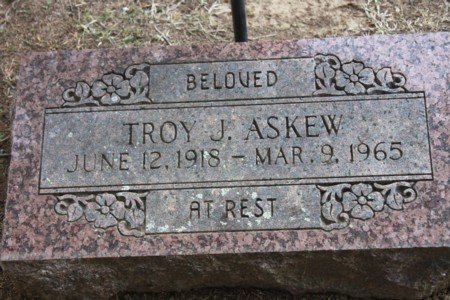 BELOVED
TROY J. ASKEW
JUNE 12, 1918 – MAR. 9, 1965
AT REST